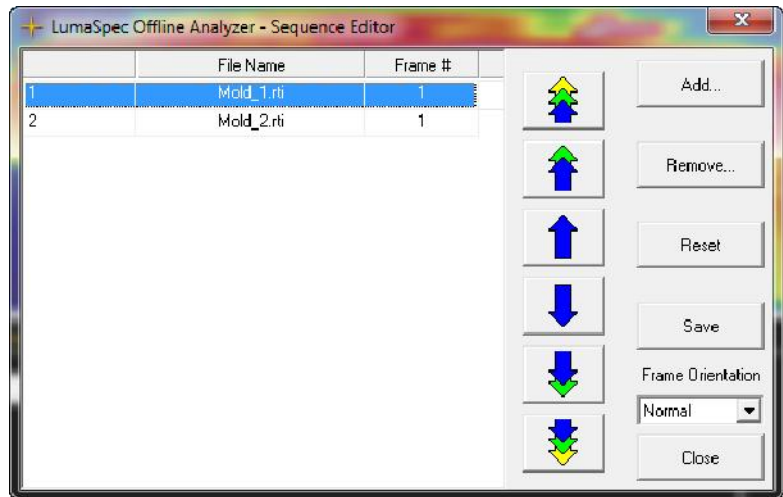 LumaSpec Offline Analyzer - Sequence Editor
File Name Frame #
1 Mold_1.rti 1
2 Mold_2.rti 1
Add...
Remove...
Reset
Save
Frame Orientation
Normal
Close